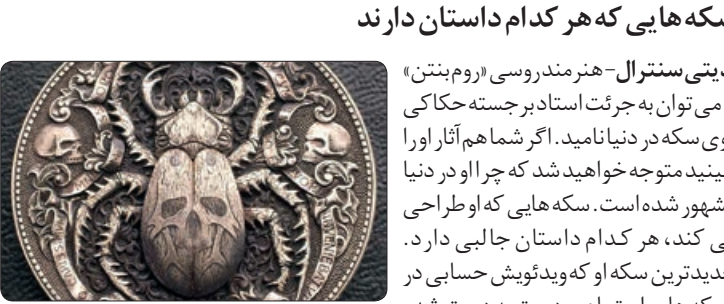 سکه‌هایی که هر کدام داستان دارند
دیتی سنترال- هنرمند روسی «روم بنتن»
می توان به جرئت استاد برجسته حکاکی
وی سکه در دنیا نامید. اگر شما هم آثار او را
بینید متوجه خواهید شد که چرا او در دنیا
شهور شده است. سکه هایی که او طراحی
ی کند، هر کدام داستان جالبی دارد.
جدیدترین سکه او که ویدئویش حسابی در